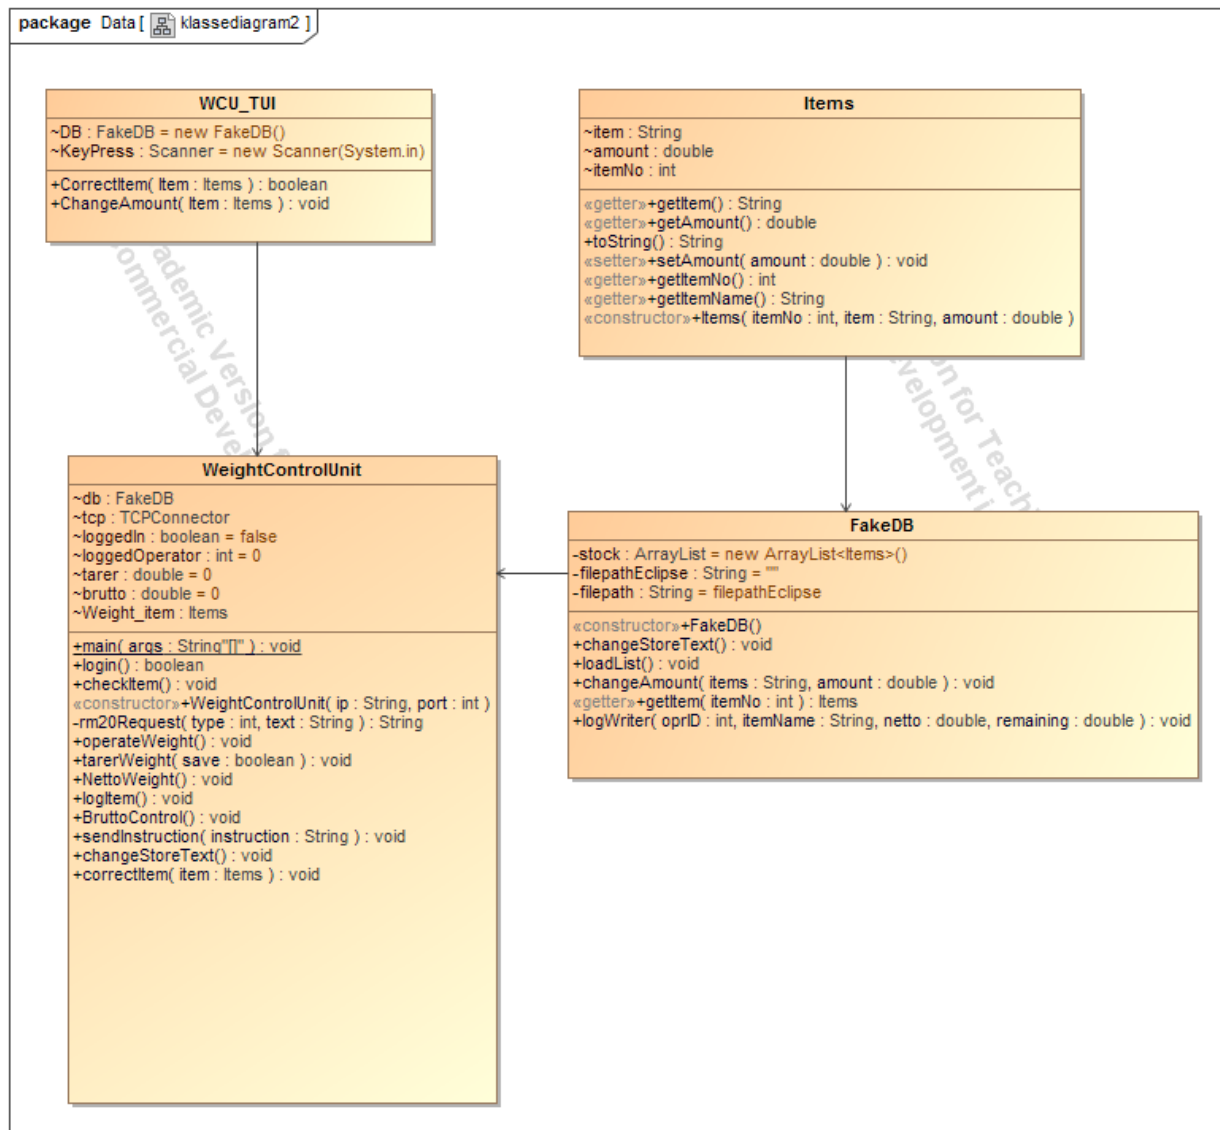 package Data [ klassediagram2 ]
WCU_TUI
~DB : FakeDB = new FakeDB()
~KeyPress : Scanner = new Scanner(System.in)
+CorrectItem( Item : Items ) : boolean
+ChangeAmount( Item : Items ) : void
Items
~item : String
~amount : double
~itemNo : int
«getter»+getItem() : String
«getter»+getAmount() : double
+toString() : String
«setter»+setAmount( amount : double ) : void
«getter»+getItemNo() : int
«getter»+getItemName() : String
«constructor»+Items( itemNo : int, item : String, amount : double )
ademic Version f
Commercial Deve
on for Teach
evelopment i
WeightControlUnit
~db : FakeDB
~tcp : TCPConnector
~loggedIn : boolean = false
~loggedOperator : int = 0
~tarer : double = 0
~brutto : double = 0
~Weight_item : Items
+main( args : String"[]" ) : void
+login() : boolean
+checkItem() : void
«constructor»+WeightControlUnit( ip : String, port : int )
-rm20Request( type : int, text : String ) : String
+operateWeight() : void
+tarerWeight( save : boolean ) : void
+NettoWeight() : void
+logItem() : void
+BruttoControl() : void
+sendInstruction( instruction : String ) : void
+changeStoreText() : void
+correctItem( item : Items ) : void
FakeDB
-stock : ArrayList = new ArrayList<Items>()
-filepathEclipse : String = ""
-filepath : String = filepathEclipse
«constructor»+FakeDB()
+changeStoreText() : void
+loadList() : void
+changeAmount( items : String, amount : double ) : void
«getter»+getItem( itemNo : int ) : Items
+logWriter( oprID : int, itemName : String, netto : double, remaining : double ) : void